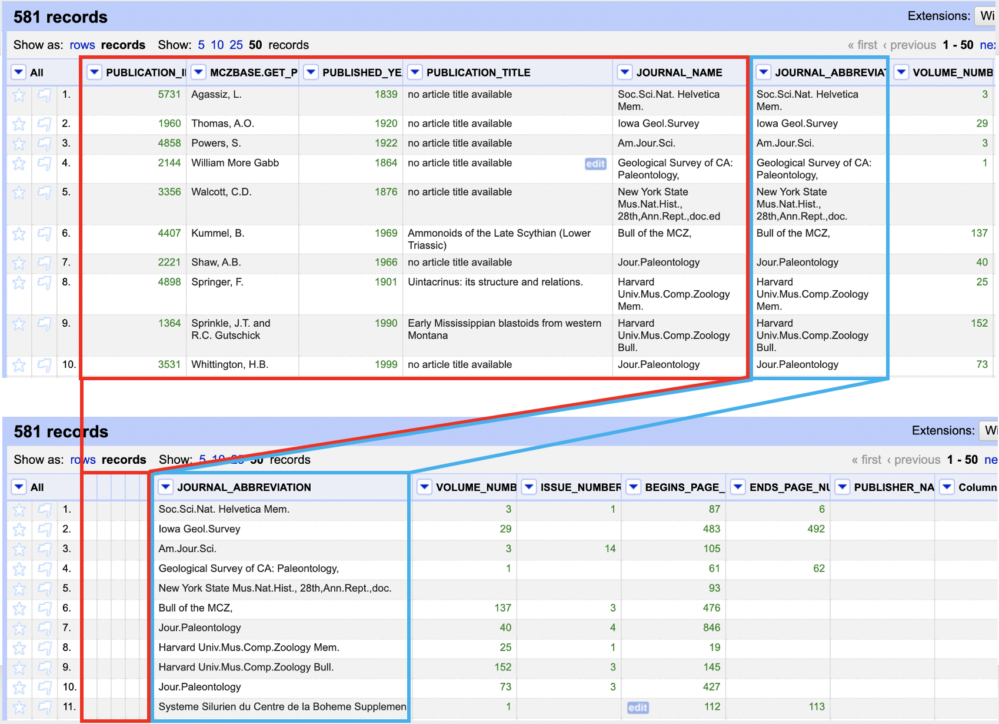 581 records
Extensions: Wi
Show as: rows records Show: 5 10 25 50 records
« first ‹ previous 1 - 50 nex
All PUBLICATION_I MCZBASE.GET_P PUBLISHED_YE PUBLICATION_TITLE JOURNAL_NAME JOURNAL_ABBREVIAT VOLUME_NUMB
1. 5731 Agassiz, L. 1839 no article title available Soc.Sci.Nat. Helvetica Soc.Sci.Nat. Helvetica 3
Mem. Mem.
2. 1960 Thomas, A.O. 1920 no article title available Iowa Geol.Survey Iowa Geol.Survey 29
3. 4858 Powers, S. 1922 no article title available Am.Jour.Sci. Am.Jour.Sci. 3
4. 2144 William More Gabb 1864 no article title available edit Geological Survey of CA: Geological Survey of CA: 1
Paleontology, Paleontology,
5. 3356 Walcott, C.D. 1876 no article title available New York State New York State
Mus.Nat.Hist., Mus.Nat.Hist.,
28th,Ann.Rept.,doc.ed 28th,Ann.Rept.,doc.
6. 4407 Kummel, B. 1969 Ammonoids of the Late Scythian (Lower Bull of the MCZ, Bull of the MCZ, 137
Triassic)
7. 2221 Shaw, A.B. 1966 no article title available Jour.Paleontology Jour.Paleontology 40
8. 4898 Springer, F. 1901 Uintacrinus: its structure and relations. Harvard Harvard 25
Univ.Mus.Comp.Zoology Univ.Mus.Comp.Zoology
Mem. Mem.
9. 1364 Sprinkle, J.T. and 1990 Early Mississippian blastoids from western Harvard Harvard 152
R.C. Gutschick Montana Univ.Mus.Comp.Zoology Univ.Mus.Comp.Zoology
Bull. Bull.
10. 3531 Whittington, H.B. 1999 no article title available Jour.Paleontology Jour.Paleontology 73
581 records
Extensions: Wi
Show as: rows records Show: 5 10 25 50 records
« first ‹ previous 1 - 50 ne
All JOURNAL_ABBREVIATION VOLUME_NUMB ISSUE_NUMBER BEGINS_PAGE_ ENDS_PAGE_NU PUBLISHER_NA Column
1. Soc.Sci.Nat. Helvetica Mem. 3 1 87 6
2. Iowa Geol.Survey 29 483 492
3. Am.Jour.Sci. 3 14 105
4. Geological Survey of CA: Paleontology, 1 61 62
5. New York State Mus.Nat.Hist., 28th,Ann.Rept.,doc. 93
6. Bull of the MCZ, 137 3 476
7. Jour.Paleontology 40 4 846
8. Harvard Univ.Mus.Comp.Zoology Mem. 25 1 19
9. Harvard Univ.Mus.Comp.Zoology Bull. 152 3 145
10. Jour.Paleontology 73 3 427
11. Systeme Silurien du Centre de la Boheme Supplemen 1 edit 112 113